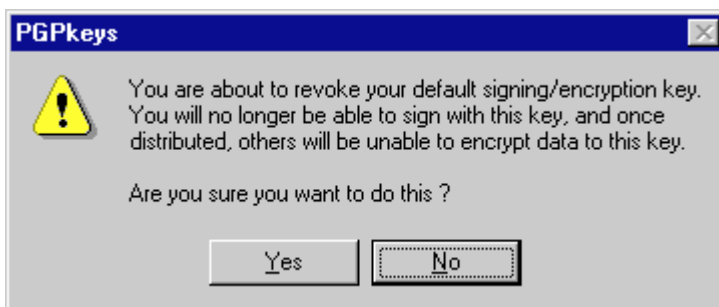 PGPkeys
You are about to revoke your default signing/encryption key.
You will no longer be able to sign with this key, and once
distributed, others will be unable to encrypt data to this key.
Are you sure you want to do this ?
Yes
No